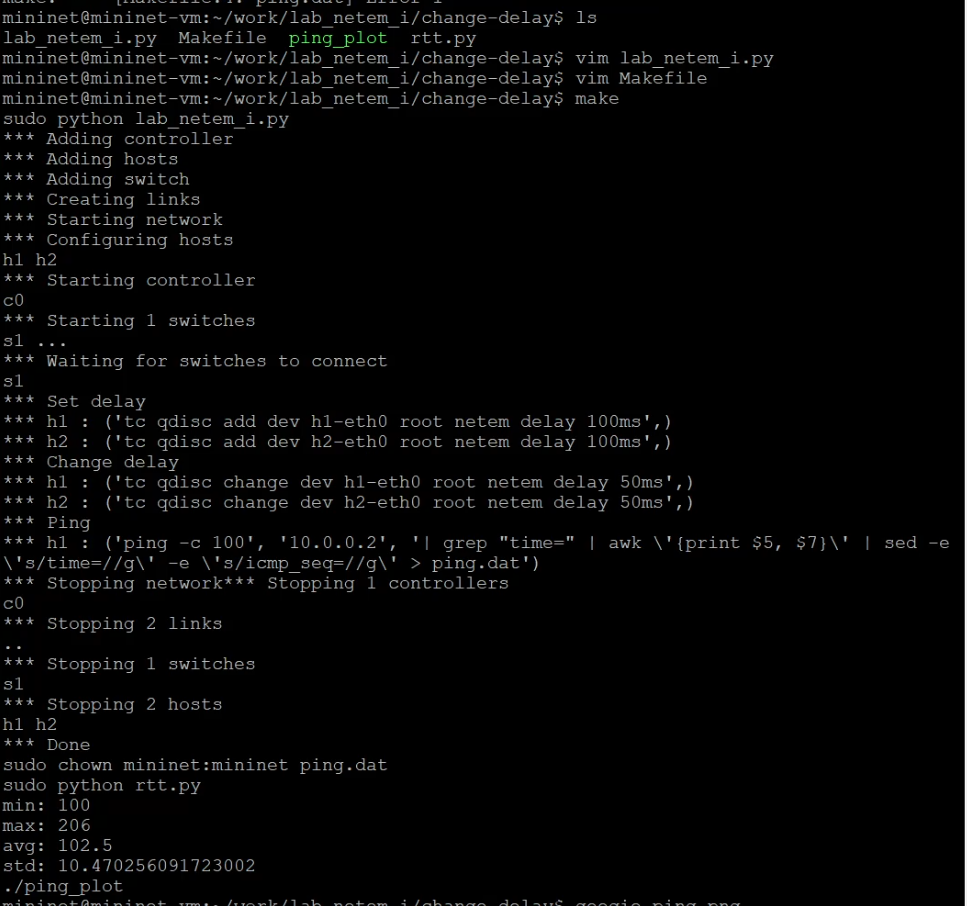 make: *** [Makefile:4: ping.dat] Error 1
mininet@mininet-vm:~/work/lab_netem_i/change-delay$ ls
lab_netem_i.py  Makefile  ping_plot  rtt.py
mininet@mininet-vm:~/work/lab_netem_i/change-delay$ vim lab_netem_i.py
mininet@mininet-vm:~/work/lab_netem_i/change-delay$ vim Makefile
mininet@mininet-vm:~/work/lab_netem_i/change-delay$ make
sudo python lab_netem_i.py
*** Adding controller
*** Adding hosts
*** Adding switch
*** Creating links
*** Starting network
*** Configuring hosts
h1 h2
*** Starting controller
c0
*** Starting 1 switches
s1 ...
*** Waiting for switches to connect
s1
*** Set delay
*** h1 : ('tc qdisc add dev h1-eth0 root netem delay 100ms',)
*** h2 : ('tc qdisc add dev h2-eth0 root netem delay 100ms',)
*** Change delay
*** h1 : ('tc qdisc change dev h1-eth0 root netem delay 50ms',)
*** h2 : ('tc qdisc change dev h2-eth0 root netem delay 50ms',)
*** Ping
*** h1 : ('ping -c 100', '10.0.0.2', '| grep "time=" | awk \'{print $5, $7}\' | sed -e
\'s/time=//g\' -e \'s/icmp_seq=//g\' > ping.dat')
*** Stopping network*** Stopping 1 controllers
c0
*** Stopping 2 links
..
*** Stopping 1 switches
s1
*** Stopping 2 hosts
h1 h2
*** Done
sudo chown mininet:mininet ping.dat
sudo python rtt.py
min: 100
max: 206
avg: 102.5
std: 10.470256091723002
./ping_plot
mininet@mininet-vm:~/work/lab_netem_i/change-delay$ geogie ping.png